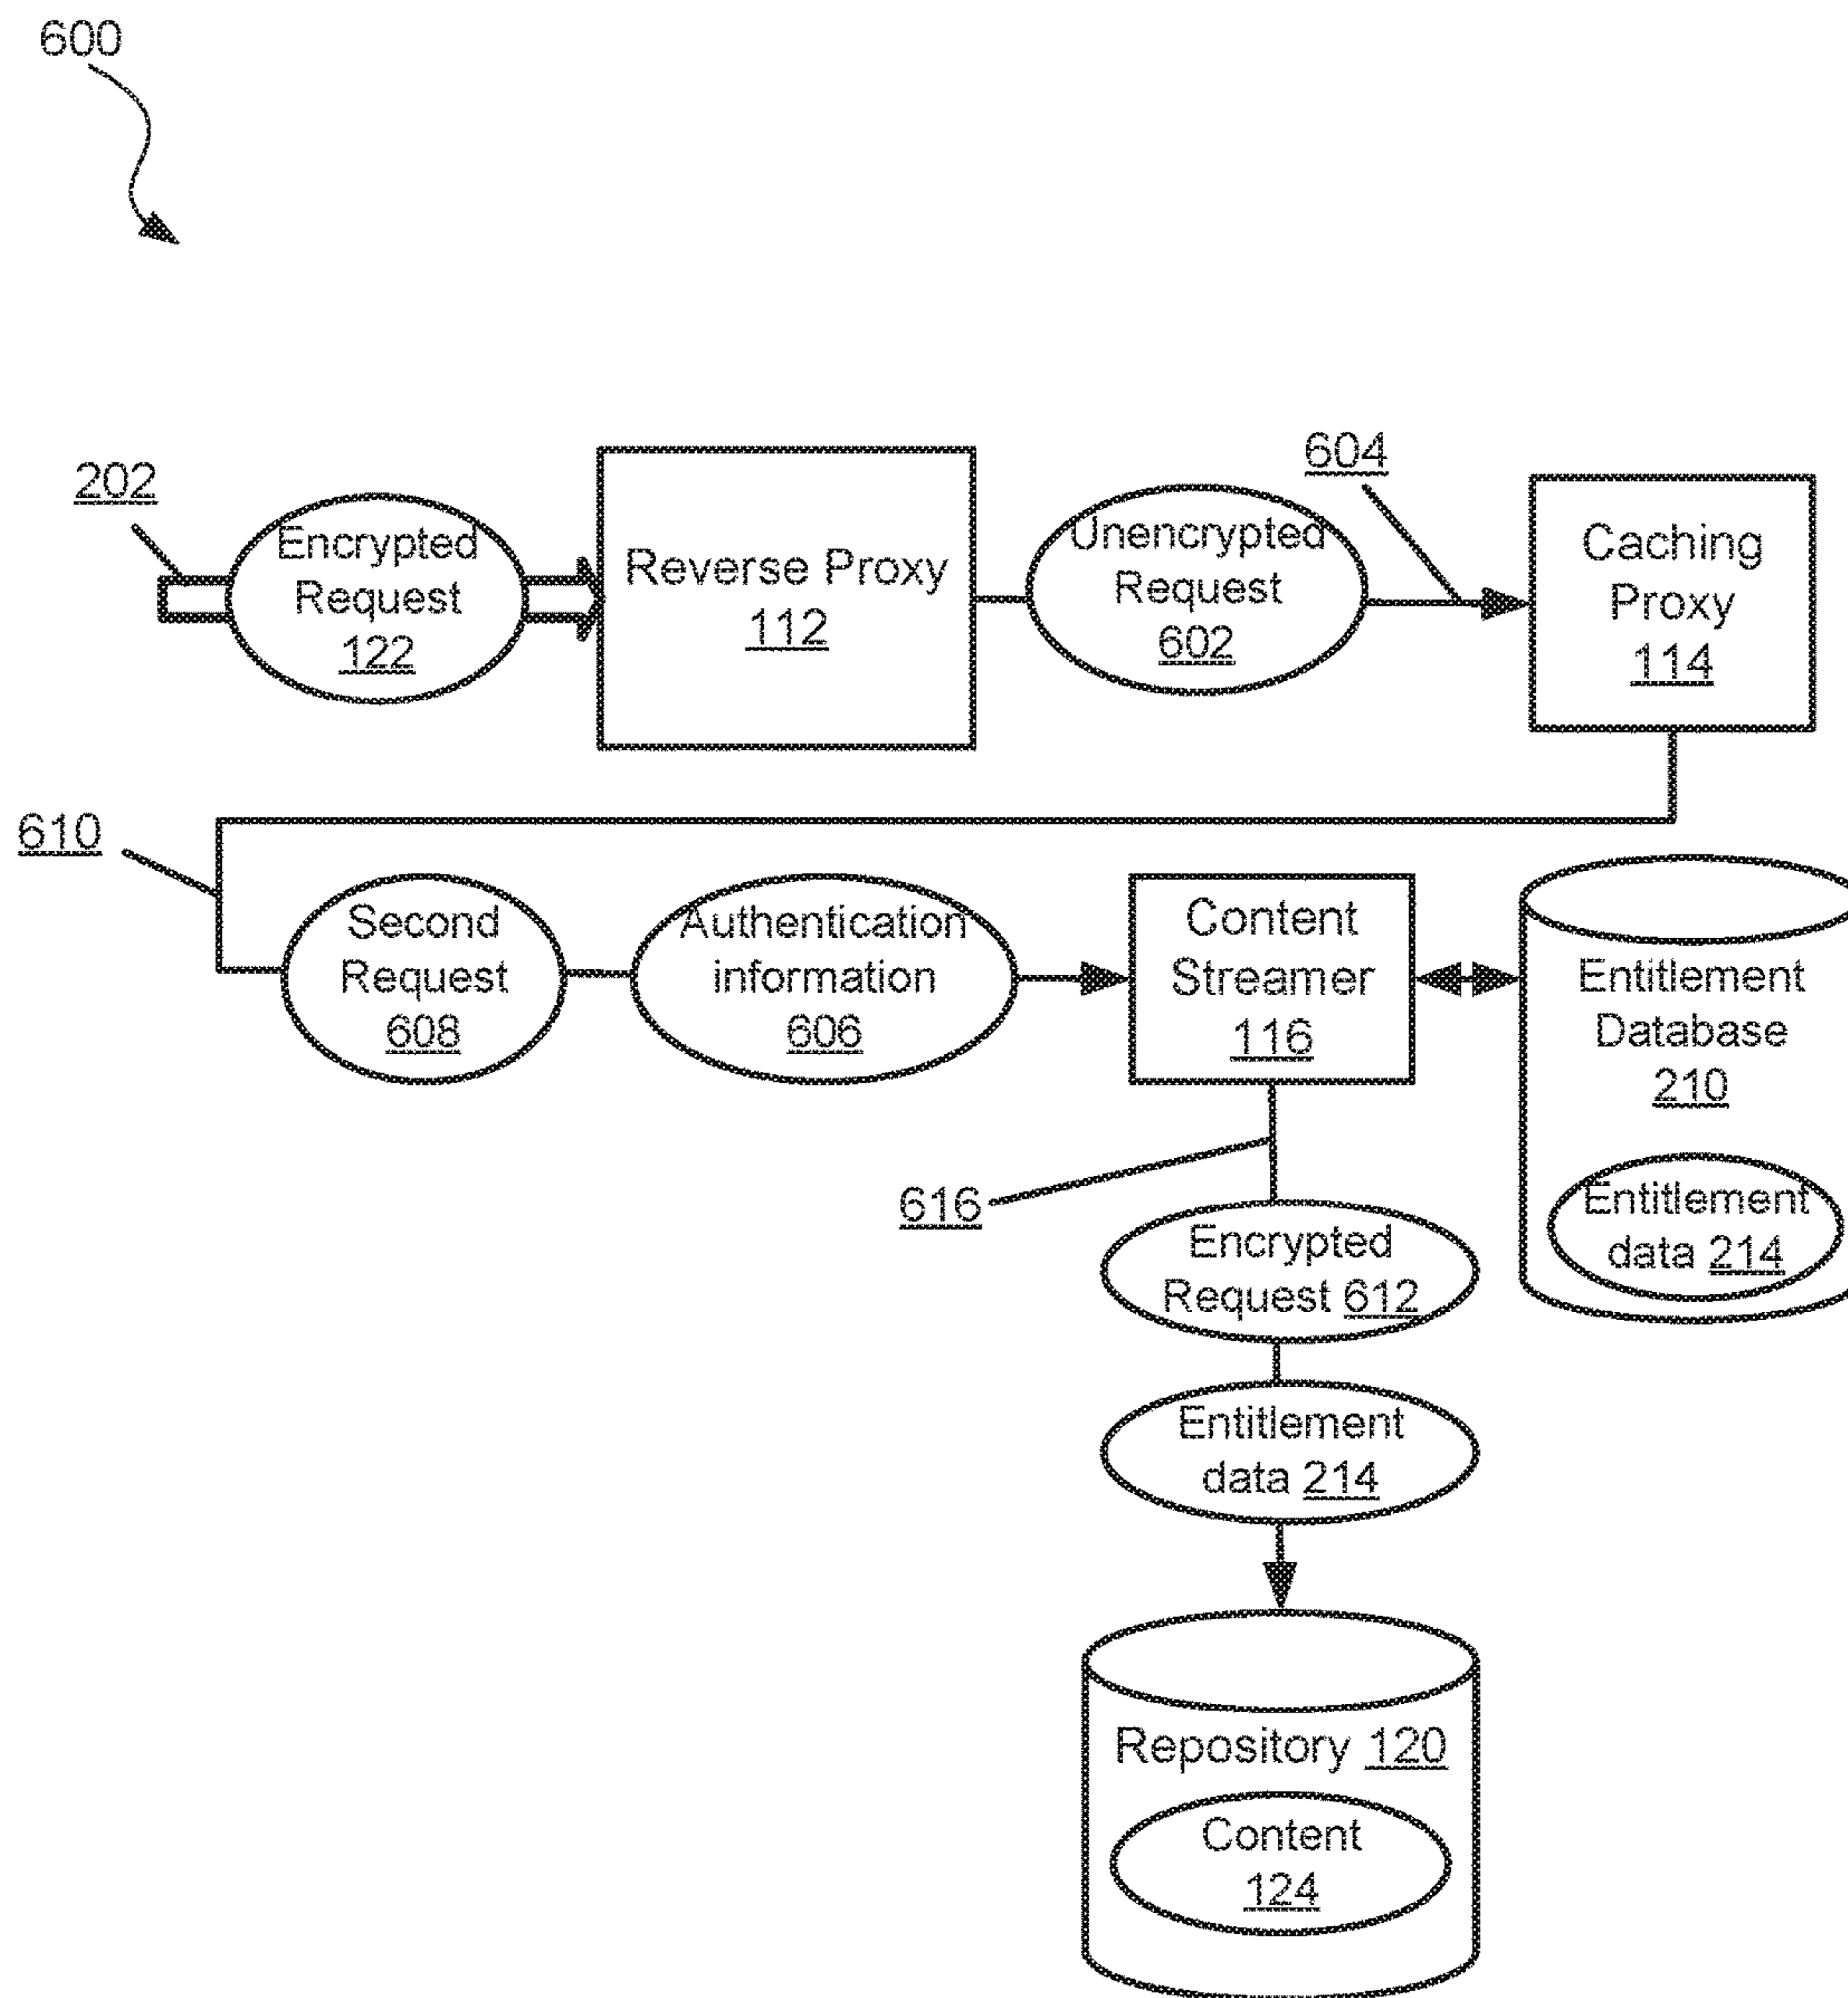 600
202
Encrypted
Request
122
Reverse Proxy
112
Unencrypted
Request
602
604
Caching
Proxy
114
610
Second
Request
608
Authentication
information
606
Content
Streamer
116
Entitlement
Database
210
Entitlement
data 214
616
Encrypted
Request 612
Entitlement
data 214
Repository 120
Content
124